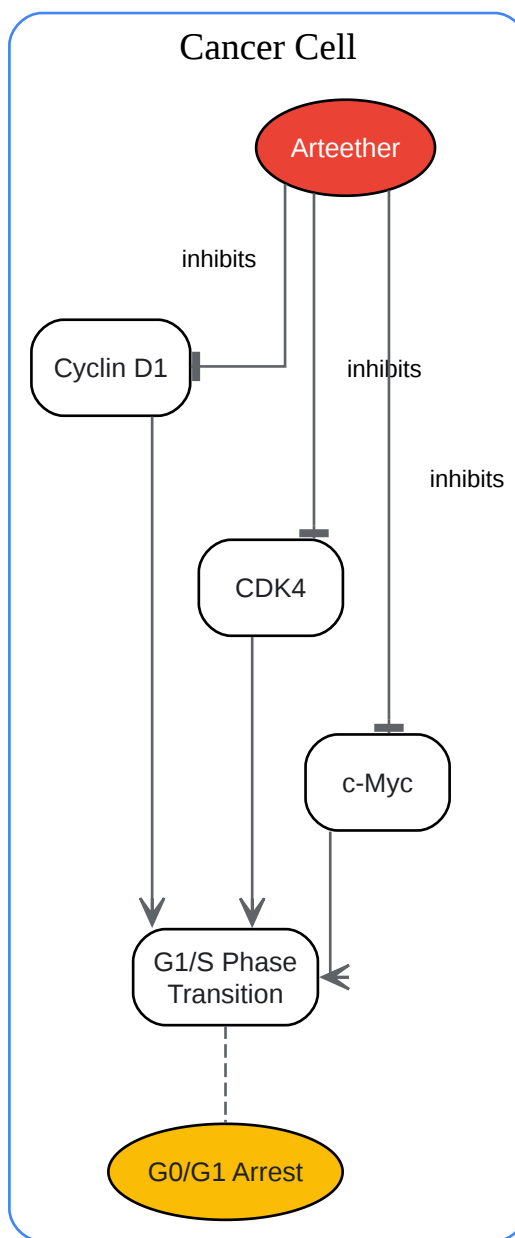 Cancer Cell
Arteether
inhibits
Cyclin D1
inhibits
inhibits
CDK4
c-Myc
G1/S Phase
Transition
G0/G1 Arrest